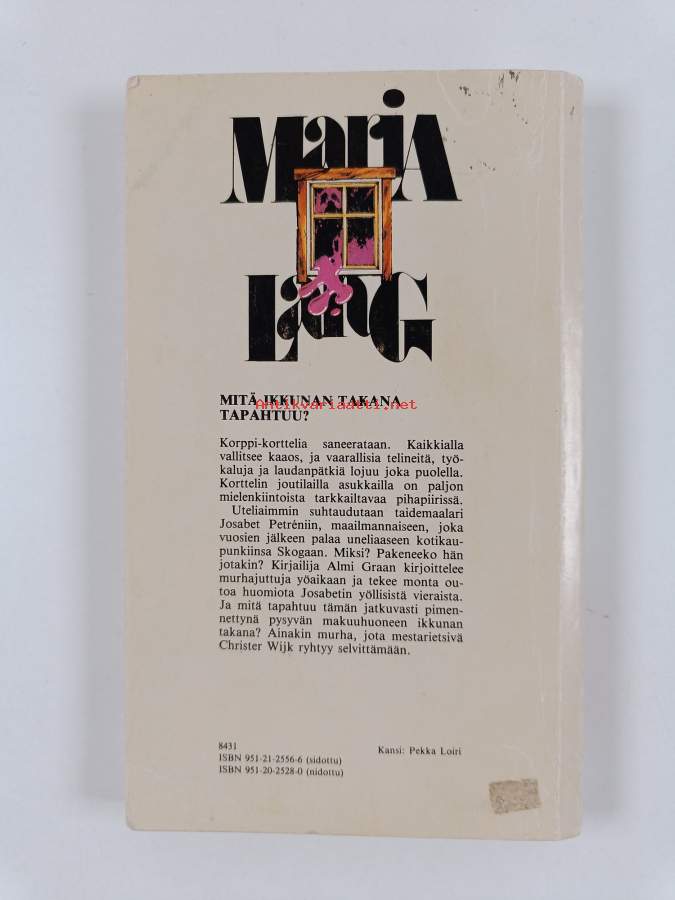 Maria
Lang
MITÄ IKKUNAN TAKANA
Antikvariaatti.net
TAPAHTUU?
Korppi-korttelia saneerataan. Kaikkialla
vallitsee kaaos, ja vaarallisia telineitä, työ-
kaluja ja laudanpätkiä lojuu joka puolella.
Korttelin joutilailla asukkailla on paljon
mielenkiintoista tarkkailtavaa pihapiirissä.
Uteliaimmin suhtaudutaan taidemaalari
Josabet Petréniin, maailmannaiseen, joka
vuosien jälkeen palaa uneliaaseen kotikau-
punkiinsa Skogaan. Miksi? Pakeneeko hän
jotakin? Kirjailija Almi Graan kirjoittelee
murhajuttuja yöaikaan ja tekee monta ou-
toa huomiota Josabetin yöllisistä vieraista.
Ja mitä tapahtuu tämän jatkuvasti pimen-
nettynä pysyvän makuuhuoneen ikkunan
takana? Ainakin murha, jota mestarietsivä
Christer Wijk ryhtyy selvittämään.
8431
ISBN 951-21-2556-6 (sidottu)
ISBN 951-20-2528-0 (nidottu)
Kansi: Pekka Loiri